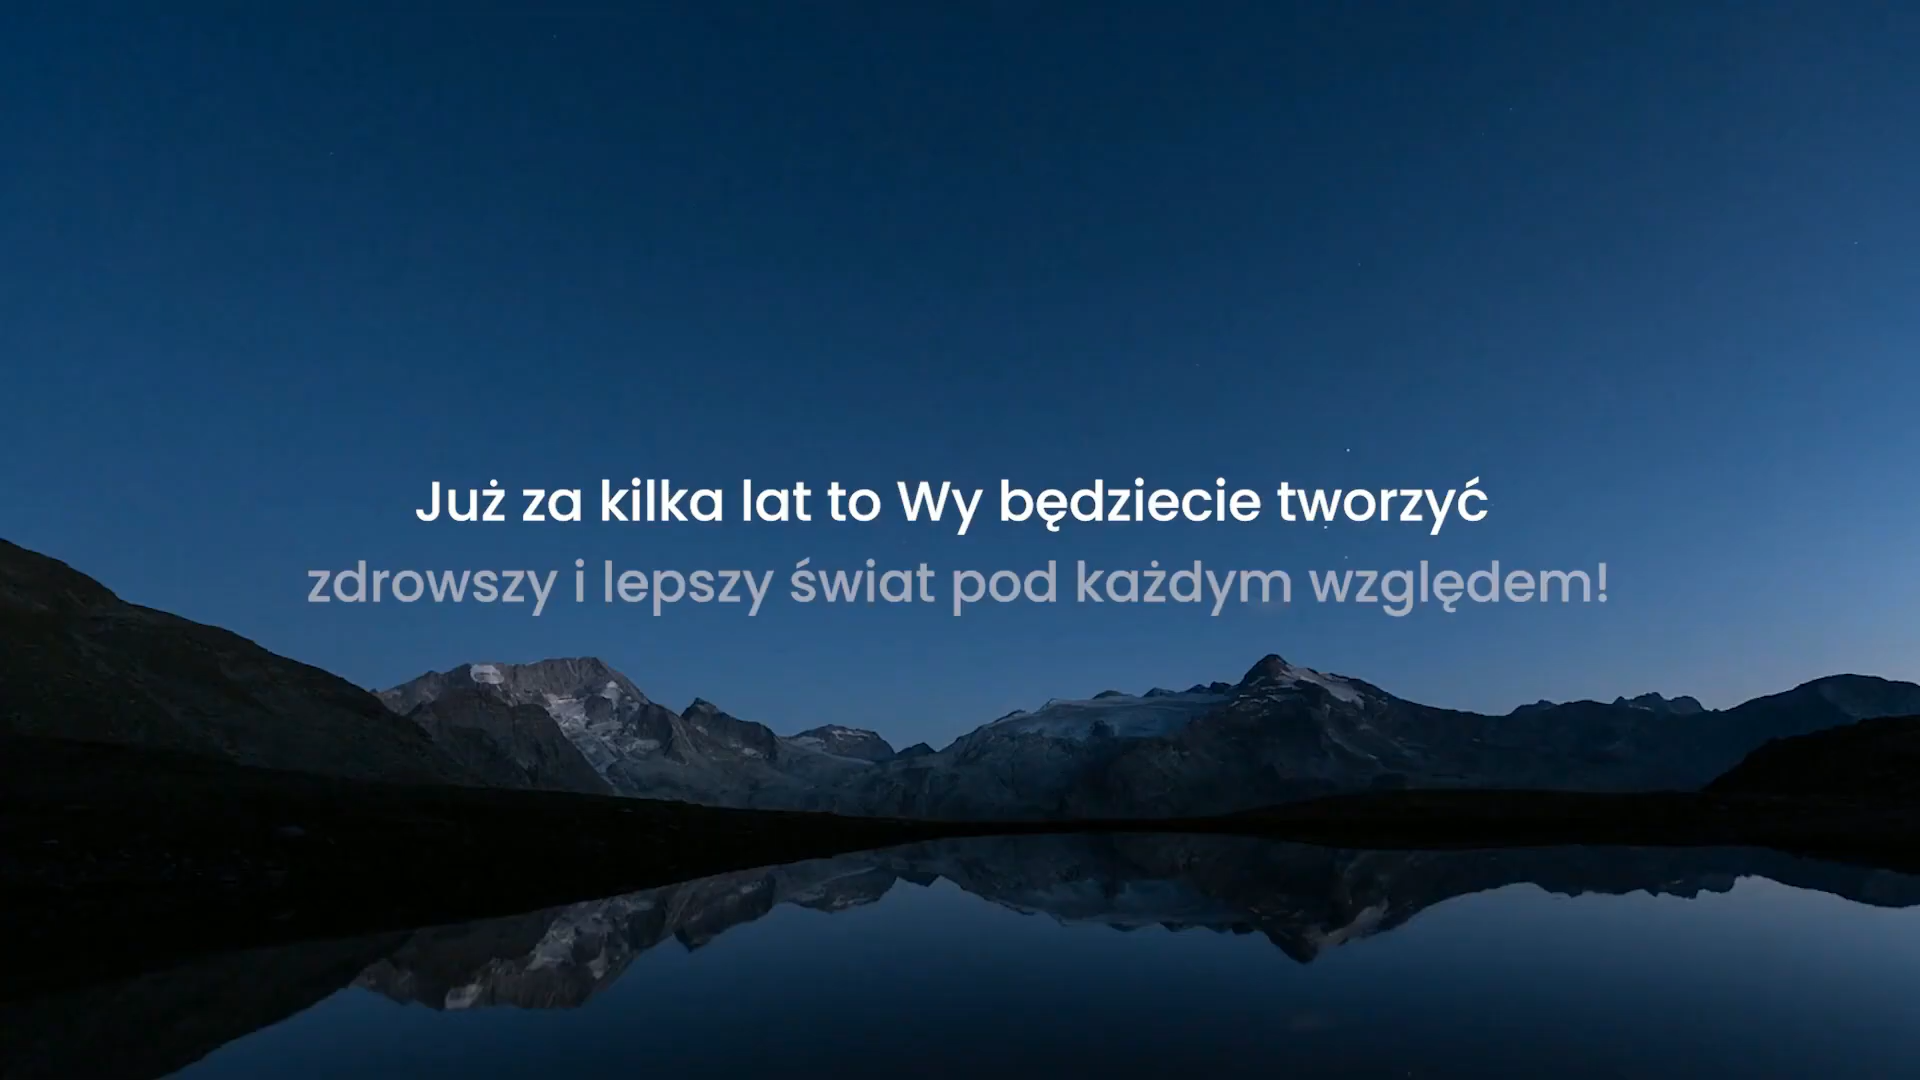 Już za kilka lat to Wy będziecie tworzyć
zdrowszy i lepszy świat pod każdym względem!